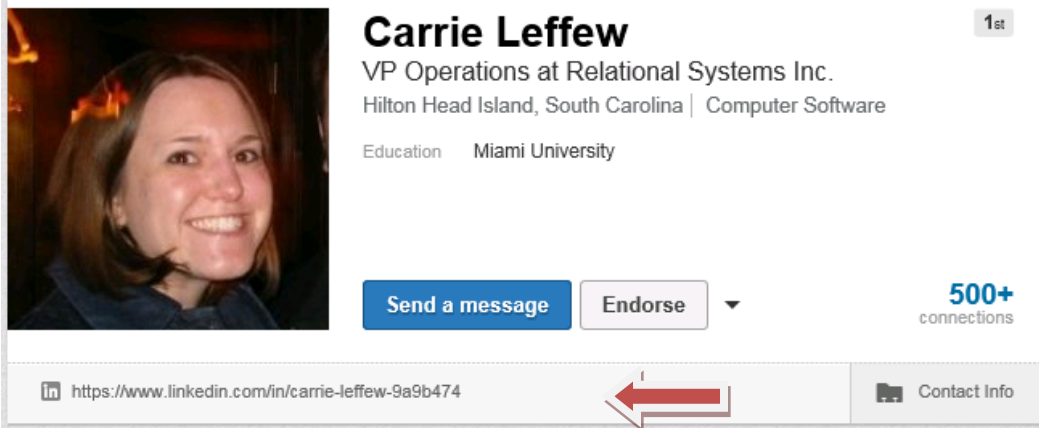 Carrie Leffew
1st
VP Operations at Relational Systems Inc.
Hilton Head Island, South Carolina | Computer Software
Education Miami University
Send a message Endorse
500+
connections
in https://www.linkedin.com/in/carrie-leffew-9a9b474
Contact Info